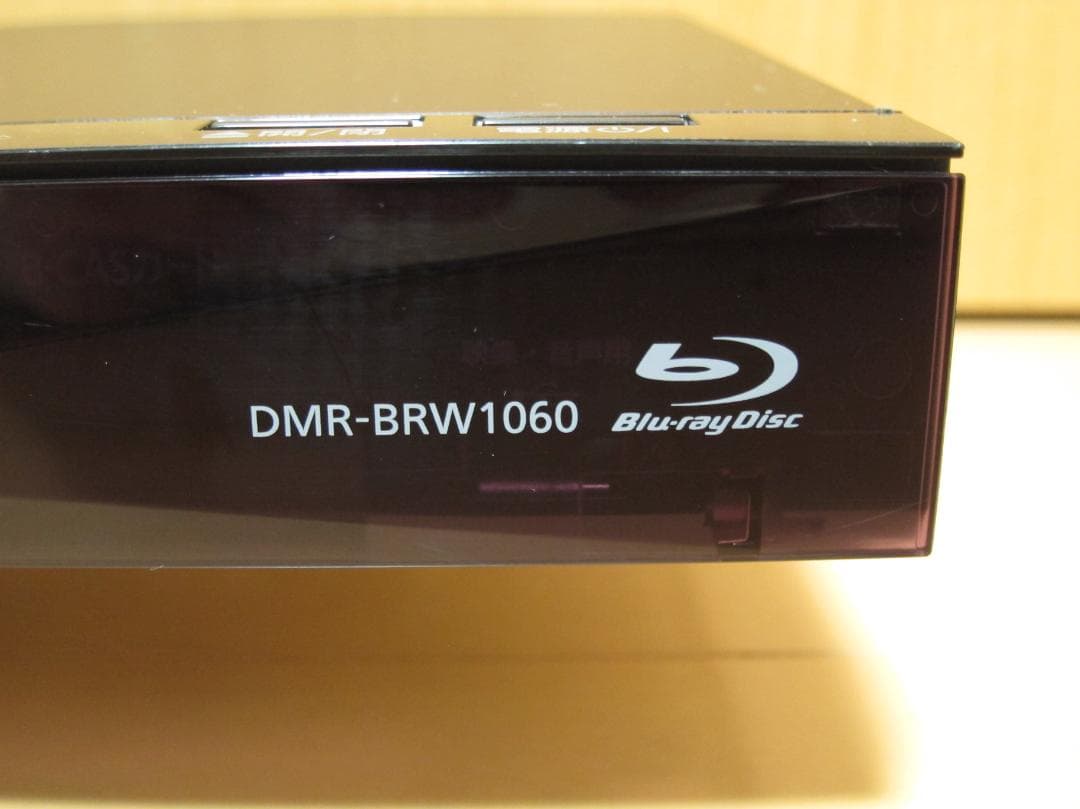 開/閉
電源⏻/I
DMR-BRW1060
Blu-ray Disc